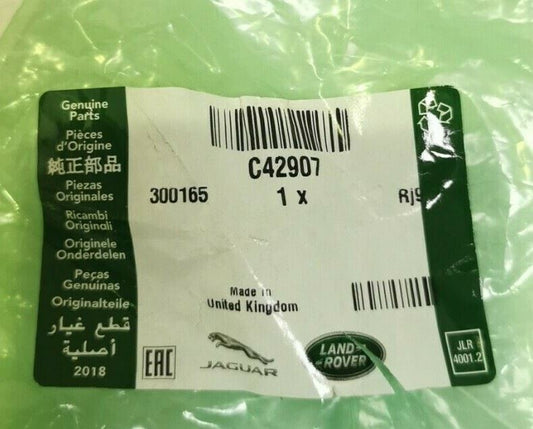 Genuine
Parts
Pièces
d'Origine
純正部品
Piezas
Originales
Ricambi
Originali
Originele
Onderdelen
Peças
Genuinas
Originalteile
قطع غيار
أصلية
2018
C42907
300165
1 x
Made in
United Kingdom
EAC
JAGUAR
LAND-
ROVER
JLR
4001.2